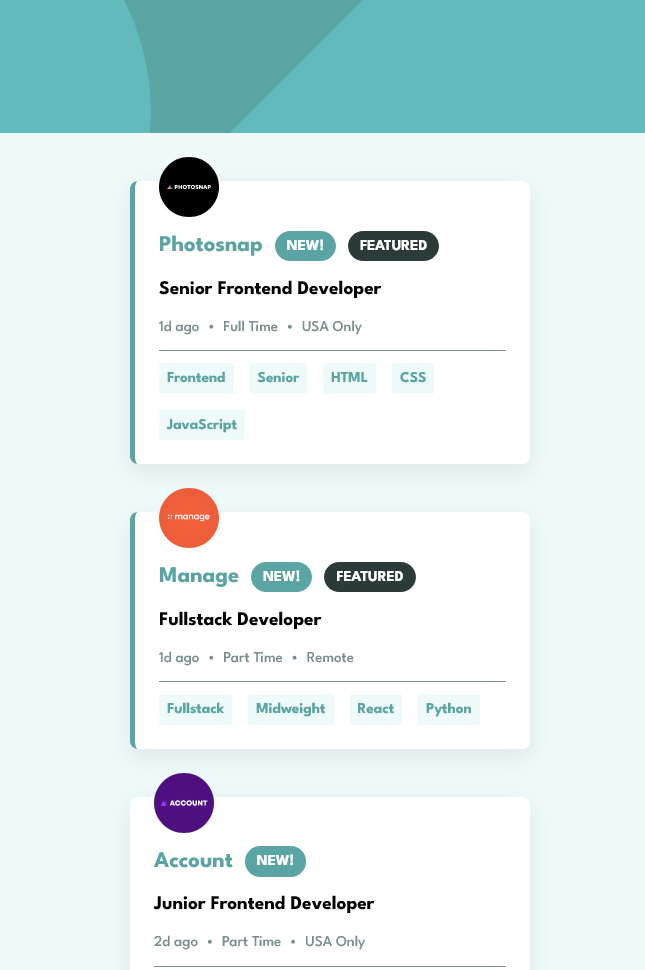 PHOTOSNAP
Photosnap NEW! FEATURED
Senior Frontend Developer
1d ago • Full Time • USA Only
Frontend Senior HTML CSS
JavaScript
manage
Manage NEW! FEATURED
Fullstack Developer
1d ago • Part Time • Remote
Fullstack Midweight React Python
ACCOUNT
Account NEW!
Junior Frontend Developer
2d ago • Part Time • USA Only